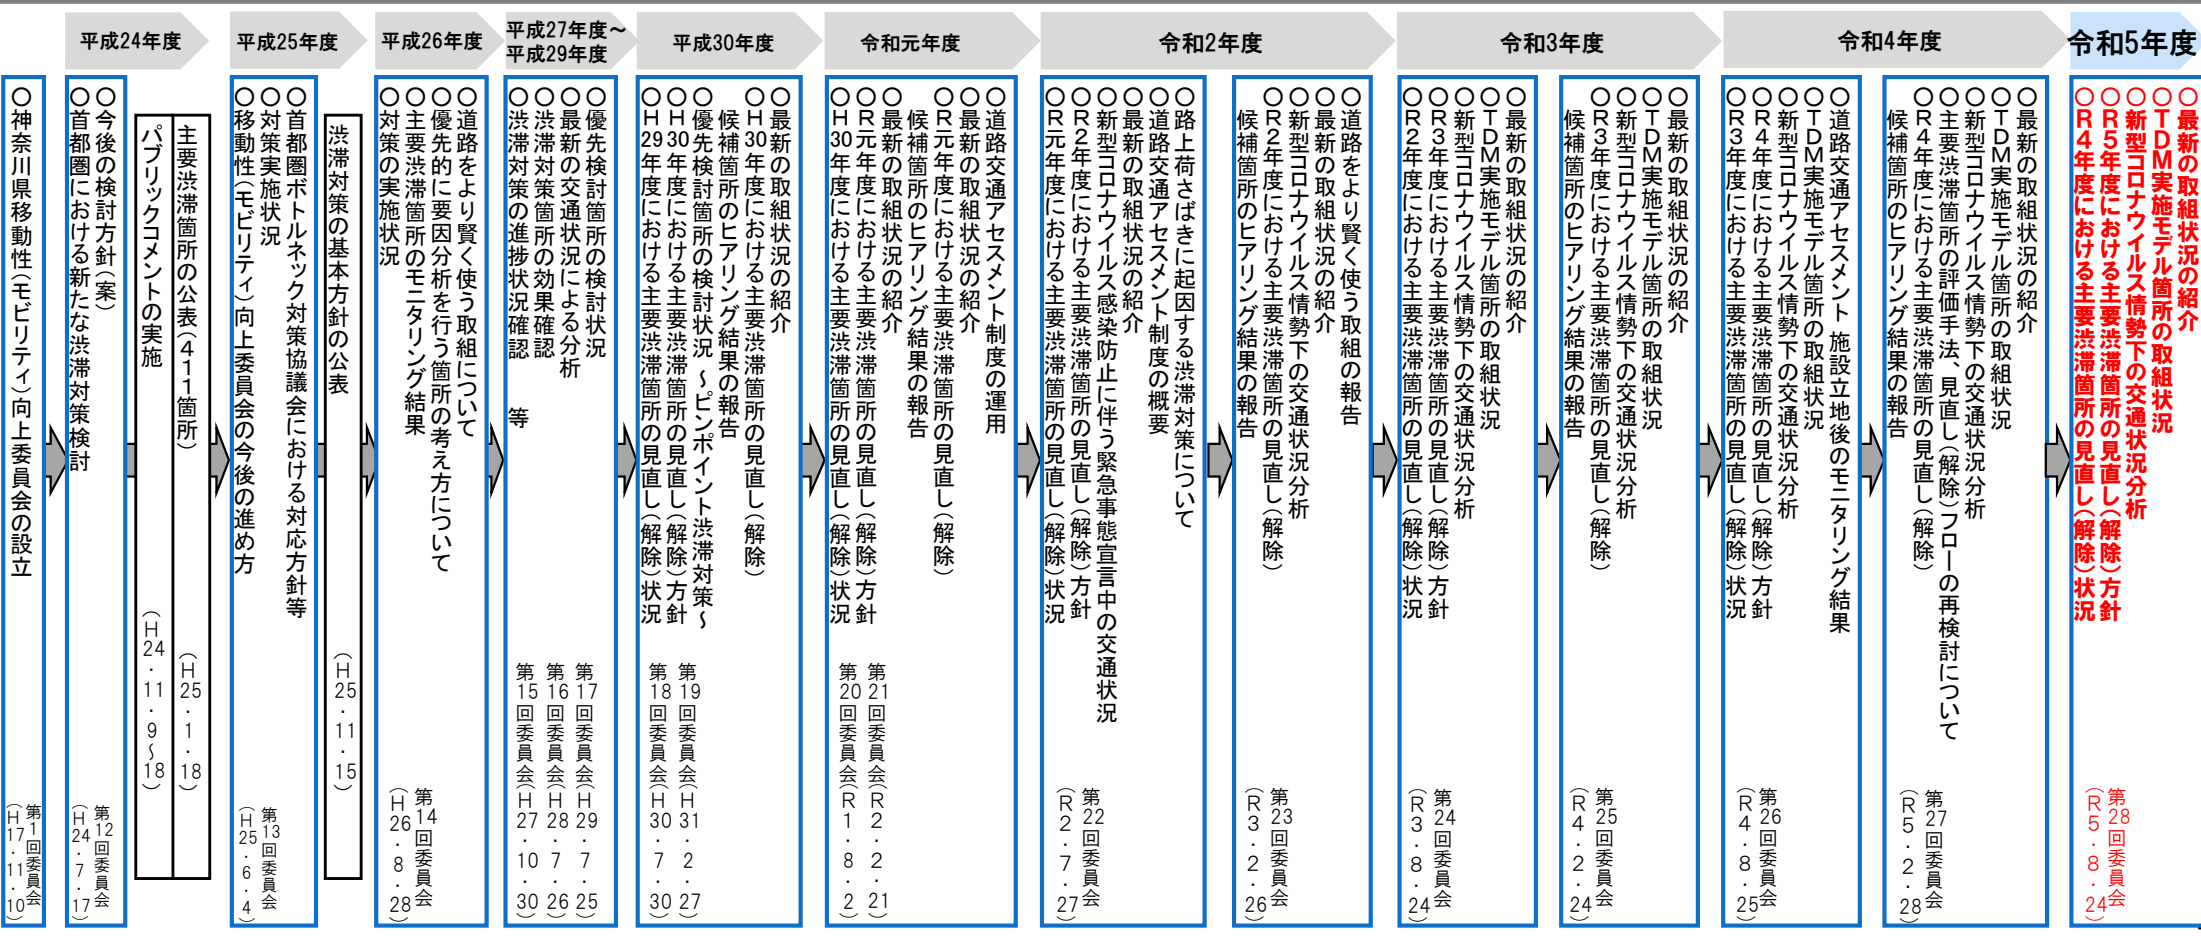 平成24年度
平成25年度
平成26年度
平成27年度～
平成29年度
平成30年度
令和元年度
令和2年度
令和3年度
令和4年度
令和5年度
○神奈川県移動性（モビリティ）向上委員会の設立
第1回委員会
（H17．11．10）
○今後の検討方針（案）
○首都圏における新たな渋滞対策検討
第12回委員会
（H24．7．17）
主要渋滞箇所の公表（411箇所）
（H25．1．18）
パブリックコメントの実施
（H24．11．9～18）
○首都圏ボトルネック対策協議会における対応方針等
○対策実施状況
○移動性（モビリティ）向上委員会の今後の進め方
第13回委員会
（H25．6．4）
渋滞対策の基本方針の公表
（H25．11．15）
○道路をより賢く使う取組について
○優先的に要因分析を行う箇所の考え方について
○主要渋滞箇所のモニタリング結果
○対策の実施状況
第14回委員会
（H26．8．28）
○優先検討箇所の検討状況
○最新の交通状況による分析
○渋滞対策箇所の効果確認
○渋滞対策の進捗状況確認　等
第17回委員会（H29．7．25）
第16回委員会（H28．7．26）
第15回委員会（H27．10．30）
○最新の取組状況の紹介
○H30年度における主要渋滞箇所の見直し（解除）
候補箇所のヒアリング結果の報告
○優先検討箇所の検討状況　～ピンポイント渋滞対策～
○H30年度における主要渋滞箇所の見直し（解除）方針
○H29年度における主要渋滞箇所の見直し（解除）状況
第19回委員会（H31．2．27）
第18回委員会（H30．7．30）
○道路交通アセスメント制度の運用
○最新の取組状況の紹介
○R元年度における主要渋滞箇所の見直し（解除）
候補箇所のヒアリング結果の報告
○最新の取組状況の紹介
○R元年度における主要渋滞箇所の見直し（解除）方針
○H30年度における主要渋滞箇所の見直し（解除）状況
第21回委員会（R2．2．21）
第20回委員会（R1．8．2）
○路上荷さばきに起因する渋滞対策について
○道路交通アセスメント制度の概要
○最新の取組状況の紹介
○新型コロナウイルス感染防止に伴う緊急事態宣言中の交通状況
○R2年度における主要渋滞箇所の見直し（解除）方針
○R元年度における主要渋滞箇所の見直し（解除）状況
第22回委員会
（R2．7．27）
○道路をより賢く使う取組の報告
○最新の取組状況の紹介
○新型コロナウイルス情勢下の交通状況分析
○R2年度における主要渋滞箇所の見直し（解除）
候補箇所のヒアリング結果の報告
第23回委員会
（R3．2．26）
○最新の取組状況の紹介
○TDM実施モデル箇所の取組状況
○新型コロナウイルス情勢下の交通状況分析
○R3年度における主要渋滞箇所の見直し（解除）方針
○R2年度における主要渋滞箇所の見直し（解除）状況
第24回委員会
（R3．8．24）
○最新の取組状況の紹介
○TDM実施モデル箇所の取組状況
○新型コロナウイルス情勢下の交通状況分析
○R3年度における主要渋滞箇所の見直し（解除）
候補箇所のヒアリング結果の報告
第25回委員会
（R4．2．24）
○道路交通アセスメント 施設立地後のモニタリング結果
○TDM実施モデル箇所の取組状況
○新型コロナウイルス情勢下の交通状況分析
○R4年度における主要渋滞箇所の見直し（解除）方針
○R3年度における主要渋滞箇所の見直し（解除）状況
第26回委員会
（R4．8．25）
○最新の取組状況の紹介
○TDM実施モデル箇所の取組状況
○新型コロナウイルス情勢下の交通状況分析
○主要渋滞箇所の評価手法、見直し（解除）フローの再検討について
○R4年度における主要渋滞箇所の見直し（解除）
候補箇所のヒアリング結果の報告
第27回委員会
（R5．2．28）
○最新の取組状況の紹介
○TDM実施モデル箇所の取組状況
○新型コロナウイルス情勢下の交通状況分析
○R5年度における主要渋滞箇所の見直し（解除）方針
○R4年度における主要渋滞箇所の見直し（解除）状況
第28回委員会
（R5．8．24）